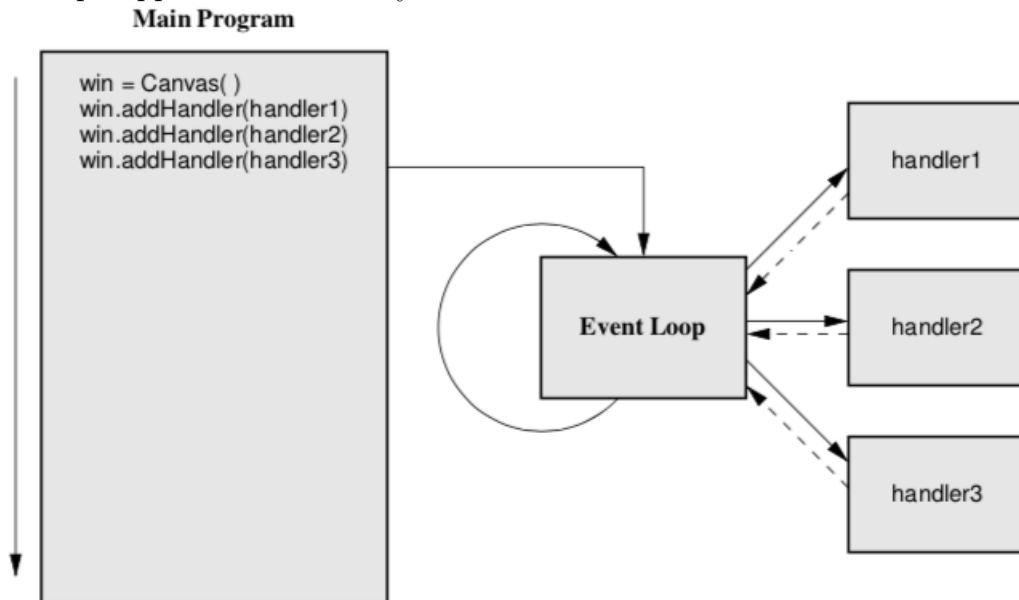 Main Program
win = Canvas( )
win.addHandler(handler1)
win.addHandler(handler2)
win.addHandler(handler3)
handler1
Event Loop
handler2
handler3